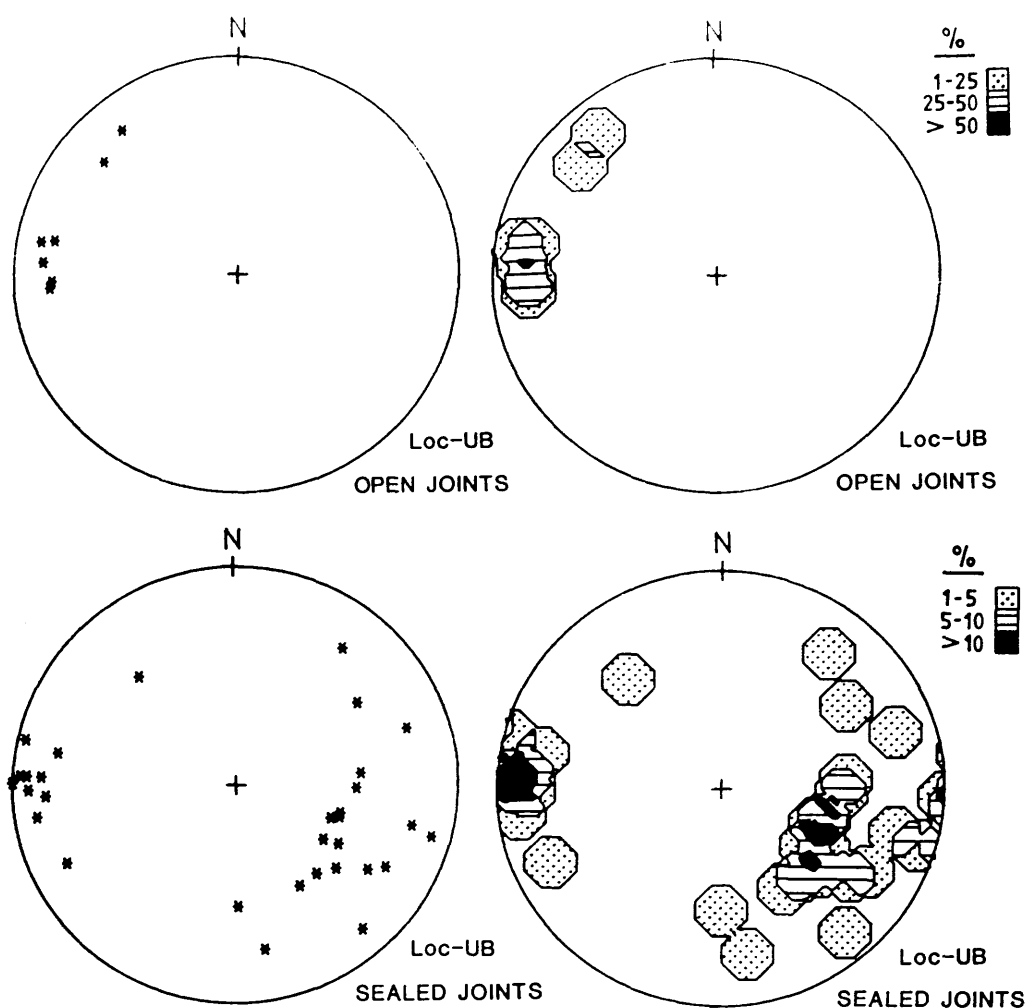 N
N
%
1-25
25-50
> 50
Loc-UB
OPEN JOINTS
Loc-UB
OPEN JOINTS
N
N
%
1-5
5-10
>10
Loc-UB
SEALED JOINTS
Loc-UB
SEALED JOINTS